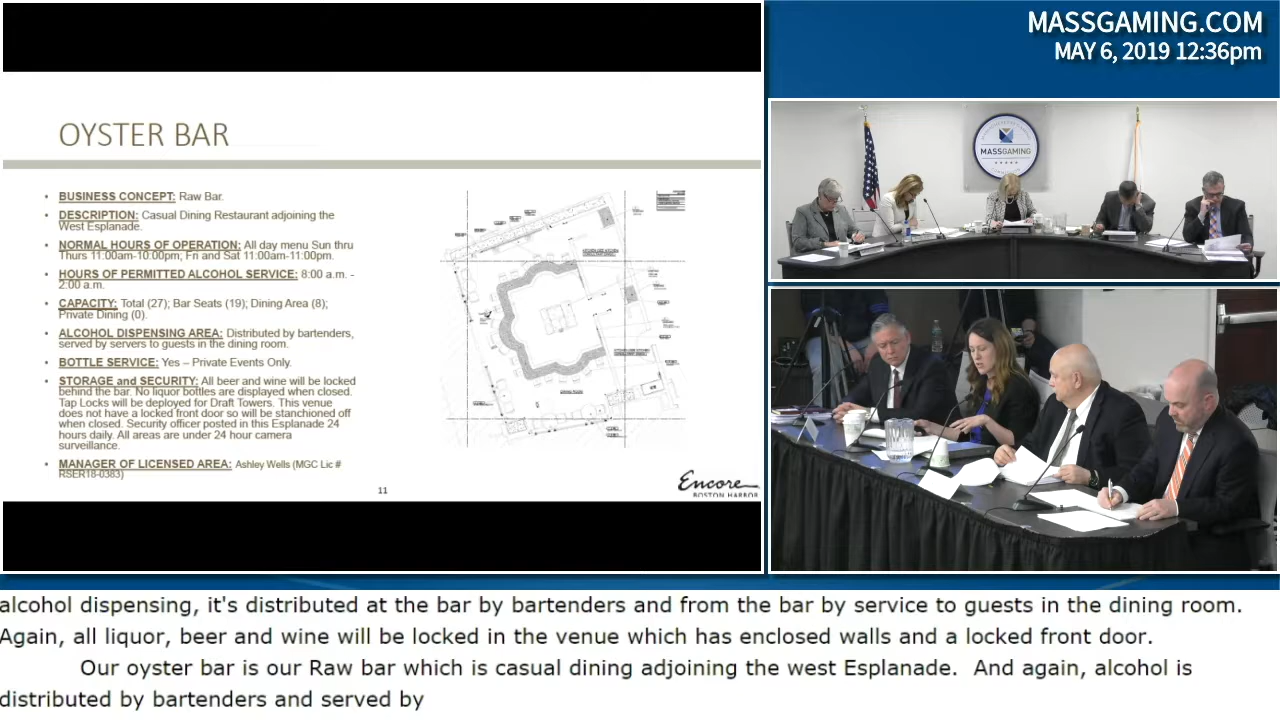 MASSGAMING.COM
MAY 6, 2019 12:36pm
OYSTER BAR
• BUSINESS CONCEPT: Raw Bar.
• DESCRIPTION: Casual Dining Restaurant adjoining the
West Esplanade.
• NORMAL HOURS OF OPERATION: All day menu Sun thru
Thurs 11:00am-10:00pm; Fri and Sat 11:00am-11:00pm.
• HOURS OF PERMITTED ALCOHOL SERVICE: 8:00 a.m. -
2:00 a.m.
• CAPACITY: Total (27); Bar Seats (19); Dining Area (8);
Private Dining (0).
• ALCOHOL DISPENSING AREA: Distributed by bartenders,
served by servers to guests in the dining room.
• BOTTLE SERVICE: Yes – Private Events Only.
• STORAGE and SECURITY: All beer and wine will be locked
behind the bar. No liquor bottles are displayed when closed.
Tap Locks will be deployed for Draft Towers. This venue
does not have a locked front door so will be stanchioned off
when closed. Security officer posted in this Esplanade 24
hours daily. All areas are under 24 hour camera
surveillance.
• MANAGER OF LICENSED AREA: Ashley Wells (MGC Lic #
RSER18-0383)
11
Encore
BOSTON HARBOR
MASSGAMING
alcohol dispensing, it's distributed at the bar by bartenders and from the bar by service to guests in the dining room.
Again, all liquor, beer and wine will be locked in the venue which has enclosed walls and a locked front door.
Our oyster bar is our Raw bar which is casual dining adjoining the west Esplanade. And again, alcohol is
distributed by bartenders and served by